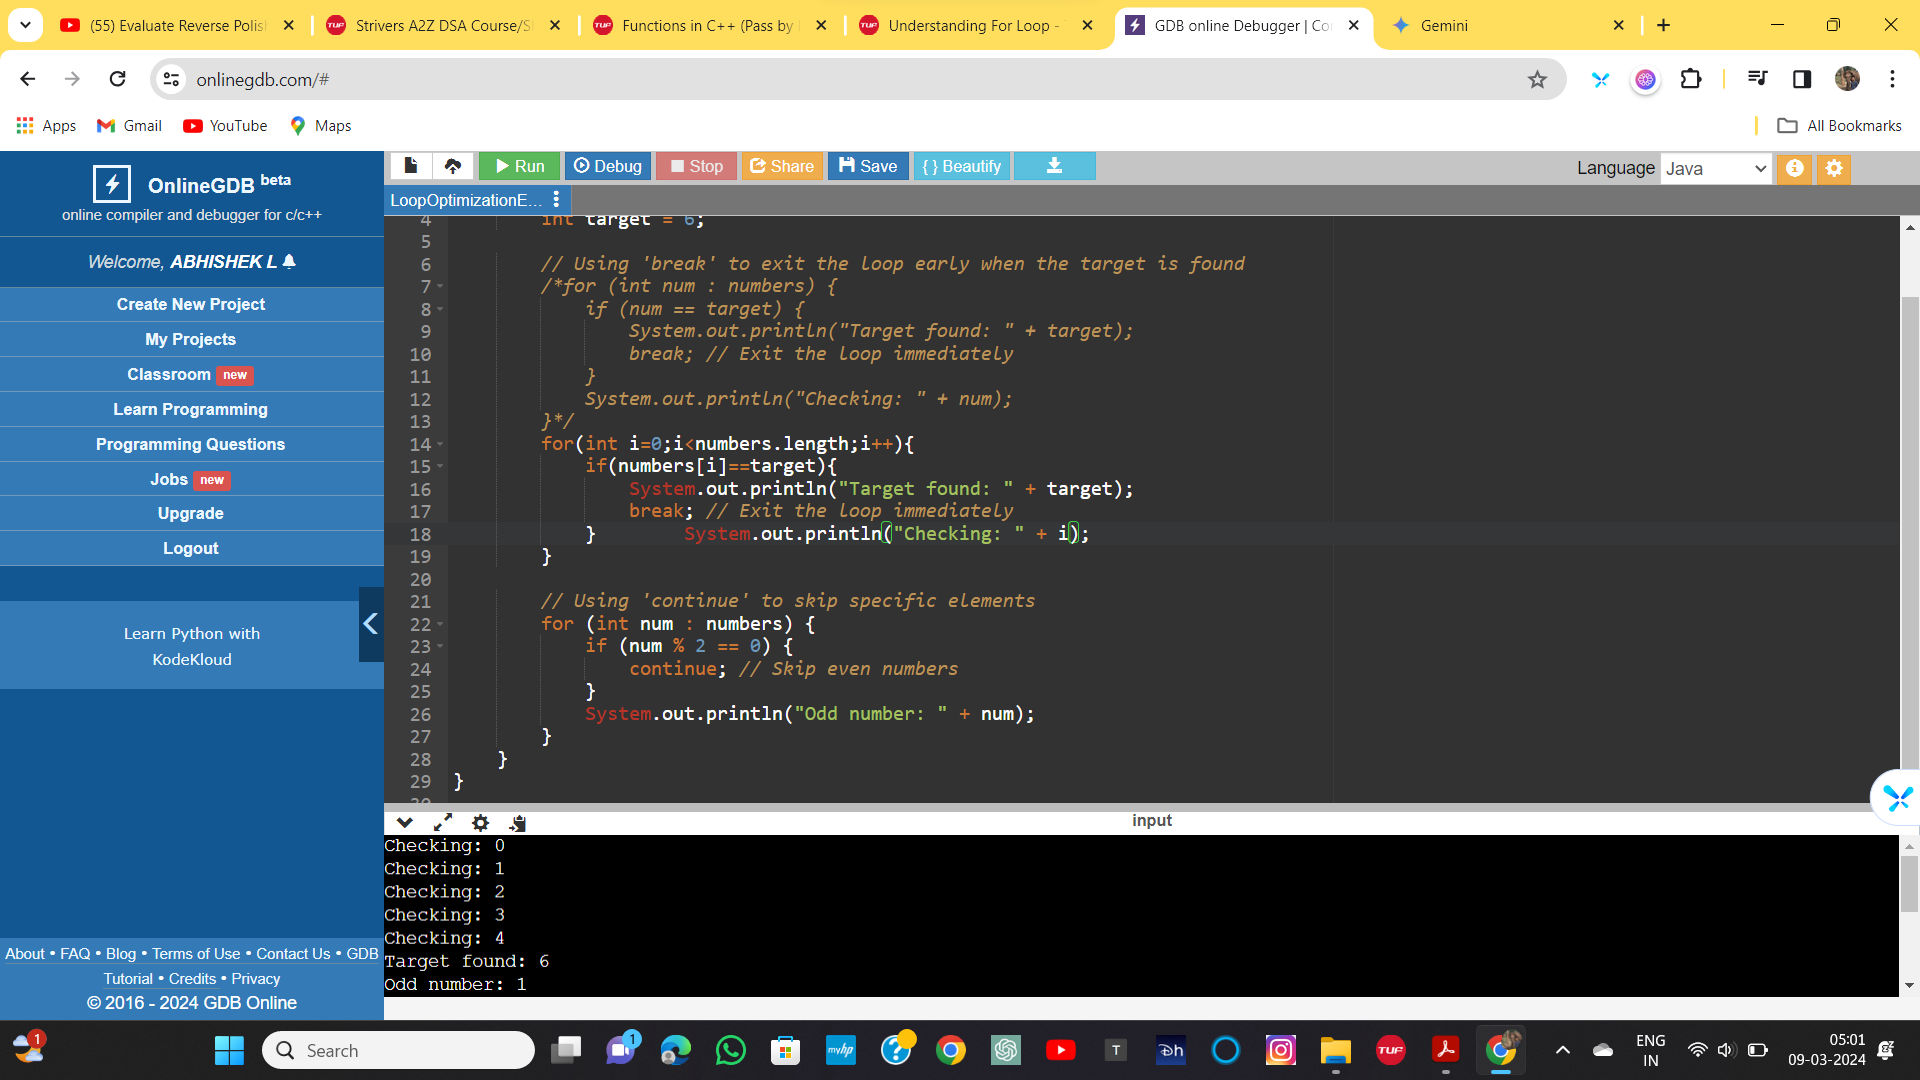 (55) Evaluate Reverse Polis
Strivers A2Z DSA Course/S
Functions in C++ (Pass by
Understanding For Loop -
GDB online Debugger | Co
Gemini
onlinegdb.com/#
Apps
Gmail
YouTube
Maps
All Bookmarks
OnlineGDB beta
online compiler and debugger for c/c++
Welcome, ABHISHEK L
Create New Project
My Projects
Classroom new
Learn Programming
Programming Questions
Jobs new
Upgrade
Logout
Learn Python with
KodeKloud
About • FAQ • Blog • Terms of Use • Contact Us • GDB
Tutorial • Credits • Privacy
© 2016 - 2024 GDB Online
Run
Debug
Stop
Share
Save
{ } Beautify
Language Java
LoopOptimizationE...
4 int target = 6;
5
6 // Using 'break' to exit the loop early when the target is found
7 /*for (int num : numbers) {
8 if (num == target) {
9 System.out.println("Target found: " + target);
10 break; // Exit the loop immediately
11 }
12 System.out.println("Checking: " + num);
13 }*/
14 for(int i=0;i<numbers.length;i++){
15 if(numbers[i]==target){
16 System.out.println("Target found: " + target);
17 break; // Exit the loop immediately
18 } System.out.println("Checking: " + i);
19 }
20
21 // Using 'continue' to skip specific elements
22 for (int num : numbers) {
23 if (num % 2 == 0) {
24 continue; // Skip even numbers
25 }
26 System.out.println("Odd number: " + num);
27 }
28 }
29 }
30
input
Checking: 0
Checking: 1
Checking: 2
Checking: 3
Checking: 4
Target found: 6
Odd number: 1
1
Search
1
myhp
?
T
Dh
TUF
ENG
IN
05:01
09-03-2024